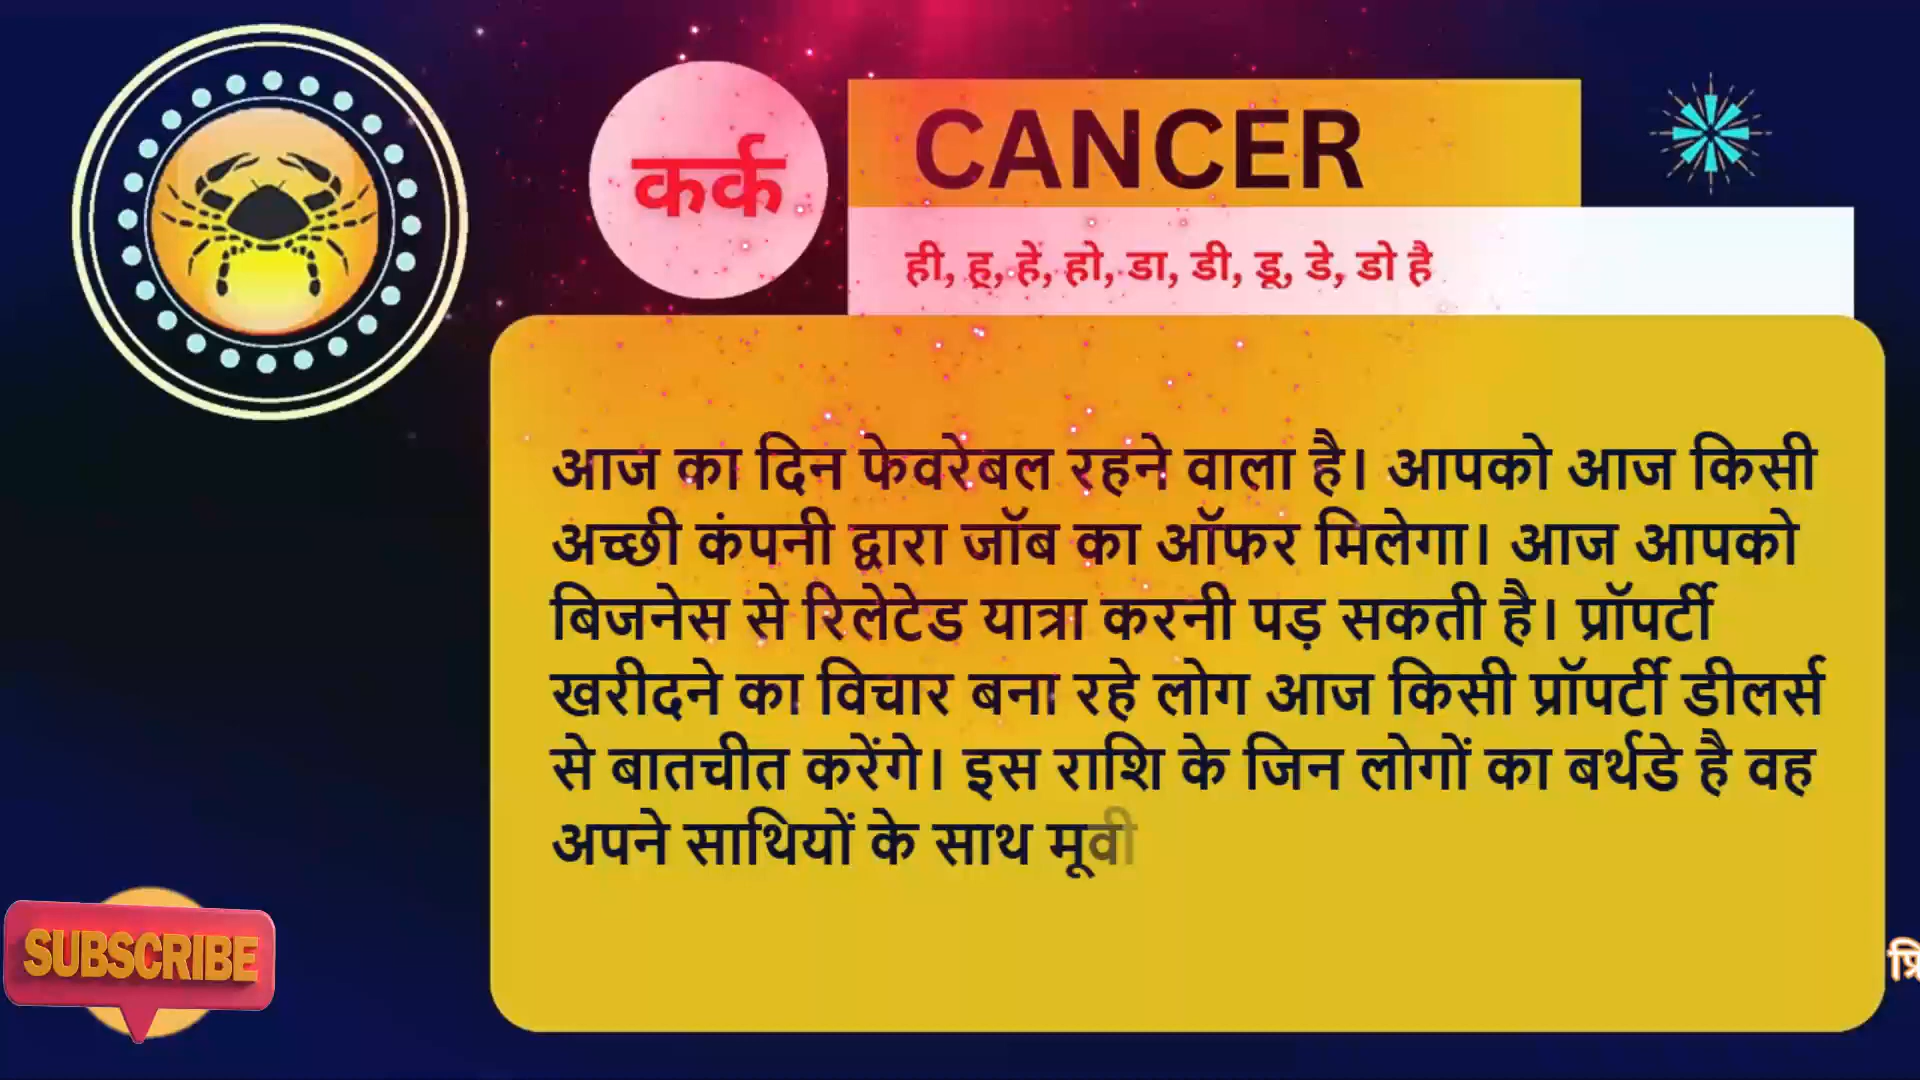 कर्क
CANCER
ही, हू, हे, हो, डा, डी, डू, डे, डो है
आज का दिन फेवरेबल रहने वाला है। आपको आज किसी
अच्छी कंपनी द्वारा जॉब का ऑफर मिलेगा। आज आपको
बिजनेस से रिलेटेड यात्रा करनी पड़ सकती है। प्रॉपर्टी
खरीदने का विचार बना रहे लोग आज किसी प्रॉपर्टी डीलर्स
से बातचीत करेंगे। इस राशि के जिन लोगों का बर्थडे है वह
अपने साथियों के साथ मूवी
SUBSCRIBE